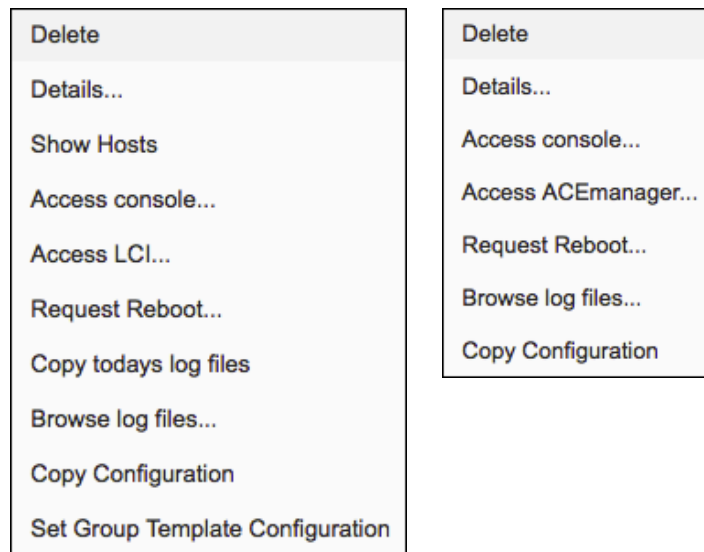 Delete
Details...
Show Hosts
Access console...
Access LCI...
Request Reboot...
Copy todays log files
Browse log files...
Copy Configuration
Set Group Template Configuration
Delete
Details...
Access console...
Access ACEmanager...
Request Reboot...
Browse log files...
Copy Configuration